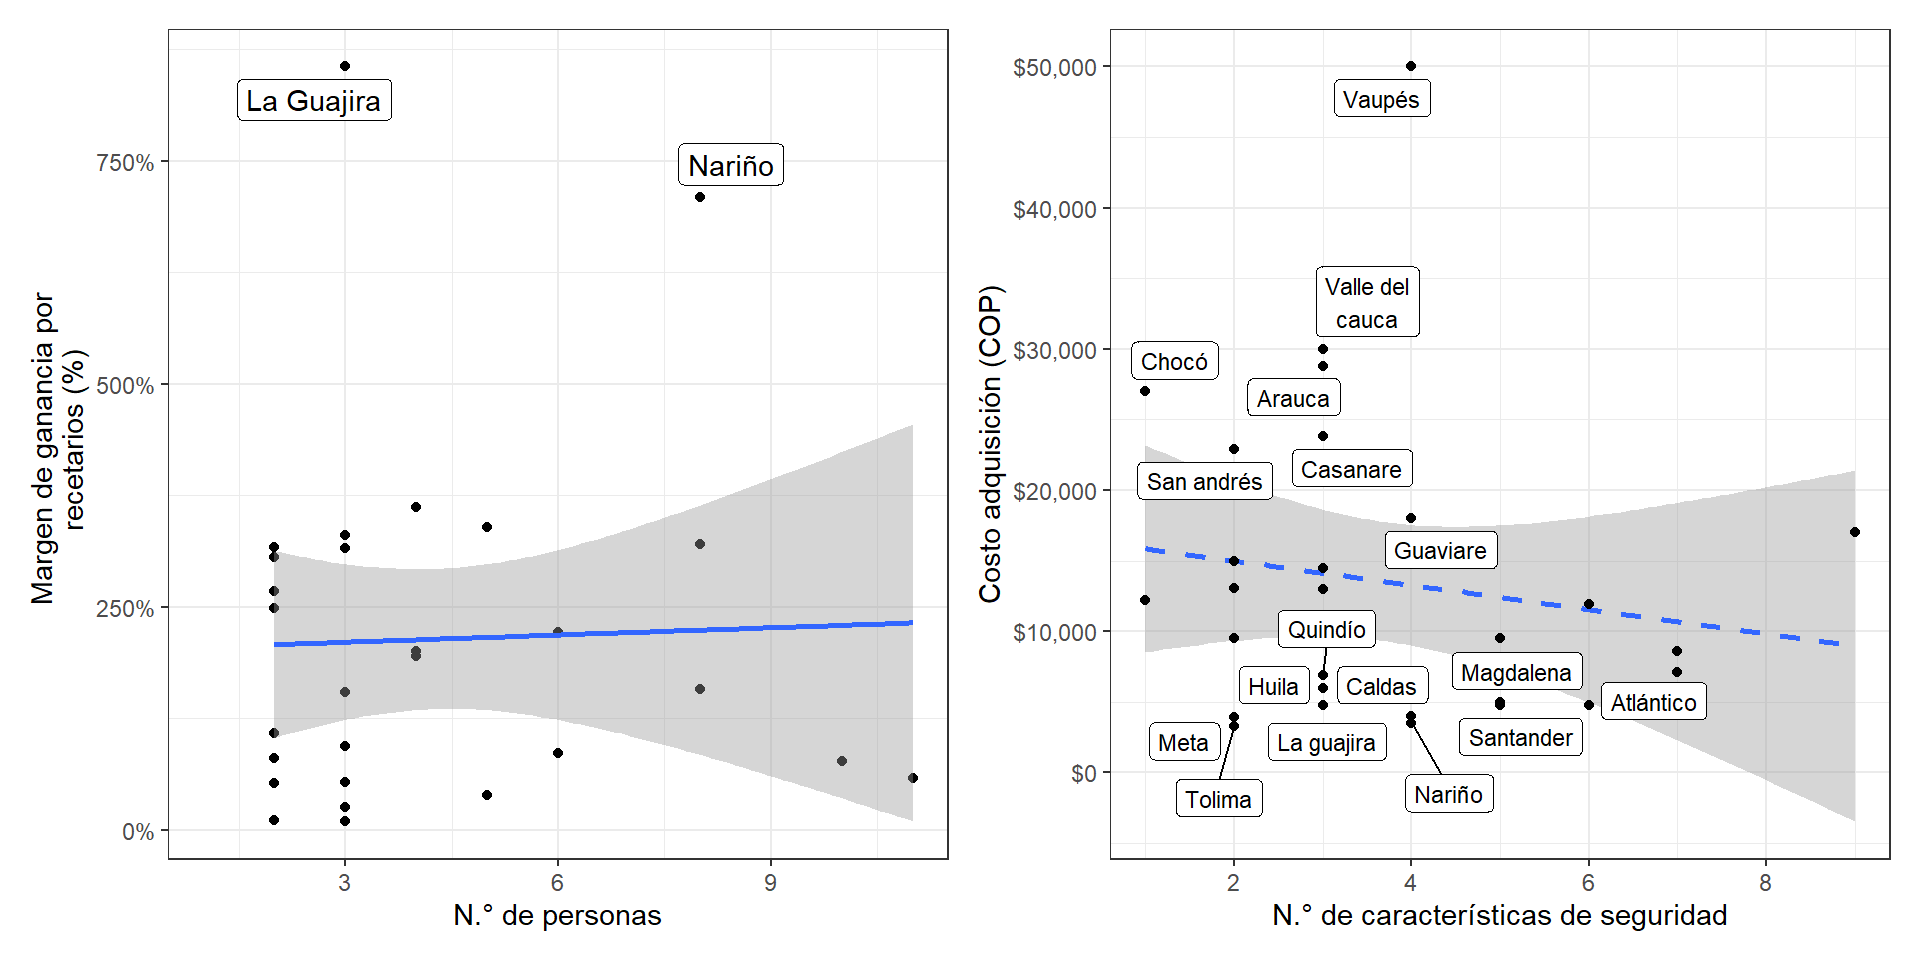 La Guajira
Nariño
750%
500%
250%
0%
3
6
9
N.° de personas
Margen de ganancia por
recetarios (%)
$50,000
$40,000
$30,000
$20,000
$10,000
$0
Costo adquisición (COP)
Vaupés
Valle del
cauca
Chocó
Arauca
Casanare
San andrés
Guaviare
Quindío
Magdalena
Huila
Caldas
Atlántico
Meta
La guajira
Santander
Tolima
Nariño
2
4
6
8
N.° de características de seguridad